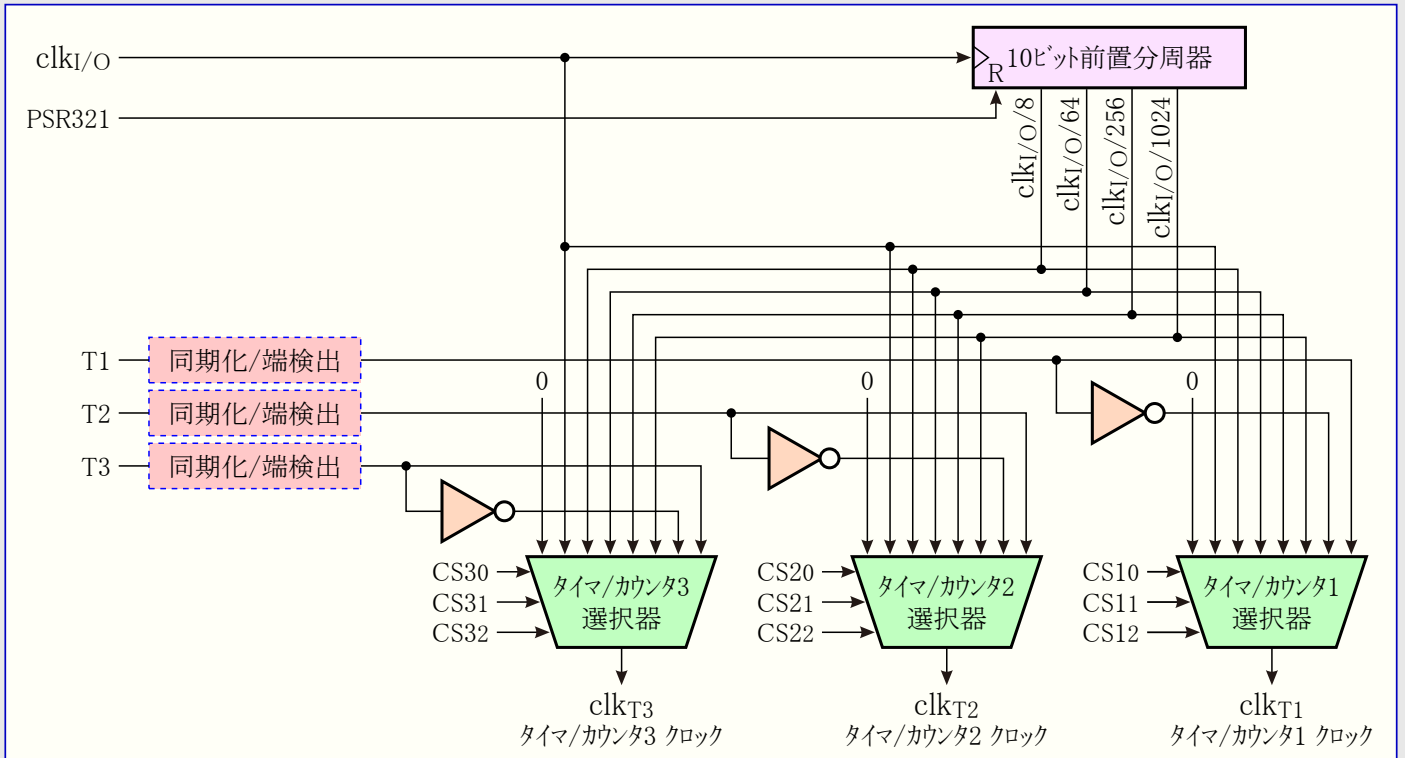 clkI/O
10ビット前置分周器
R
PSR321
clkI/O/8
clkI/O/64
clkI/O/256
clkI/O/1024
T1
同期化/端検出
T2
同期化/端検出
T3
同期化/端検出
0
0
0
CS30
CS31
CS32
タイマ/カウンタ3
選択器
CS20
CS21
CS22
タイマ/カウンタ2
選択器
CS10
CS11
CS12
タイマ/カウンタ1
選択器
clkT3
タイマ/カウンタ3 クロック
clkT2
タイマ/カウンタ2 クロック
clkT1
タイマ/カウンタ1 クロック